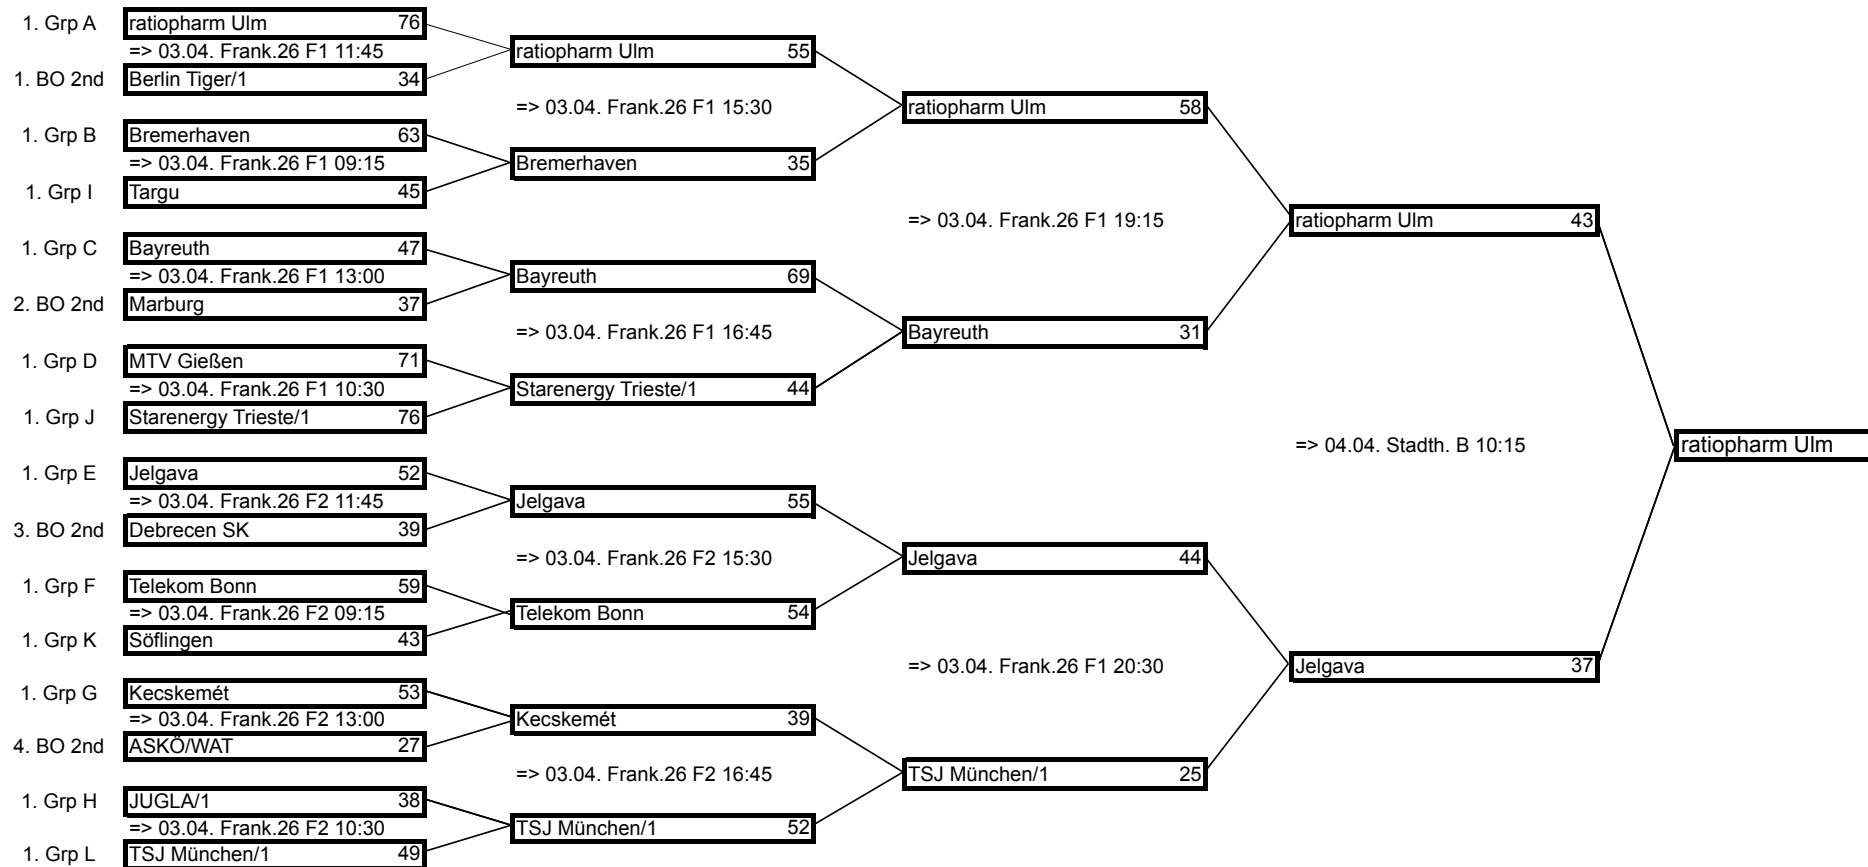 1. Grp A ratiopharm Ulm 76
=> 03.04. Frank.26 F1 11:45
1. BO 2nd Berlin Tiger/1 34
ratiopharm Ulm 55
=> 03.04. Frank.26 F1 15:30
1. Grp B Bremerhaven 63
=> 03.04. Frank.26 F1 09:15
1. Grp I Targu 45
Bremerhaven 35
ratiopharm Ulm 58
=> 03.04. Frank.26 F1 19:15
1. Grp C Bayreuth 47
=> 03.04. Frank.26 F1 13:00
2. BO 2nd Marburg 37
Bayreuth 69
=> 03.04. Frank.26 F1 16:45
1. Grp D MTV Gießen 71
=> 03.04. Frank.26 F1 10:30
1. Grp J Starenergy Trieste/1 76
Starenergy Trieste/1 44
Bayreuth 31
ratiopharm Ulm 43
=> 04.04. Stadth. B 10:15
ratiopharm Ulm
1. Grp E Jelgava 52
=> 03.04. Frank.26 F2 11:45
3. BO 2nd Debrecen SK 39
Jelgava 55
=> 03.04. Frank.26 F2 15:30
1. Grp F Telekom Bonn 59
=> 03.04. Frank.26 F2 09:15
1. Grp K Söflingen 43
Telekom Bonn 54
Jelgava 44
=> 03.04. Frank.26 F1 20:30
Jelgava 37
1. Grp G Kecskemét 53
=> 03.04. Frank.26 F2 13:00
4. BO 2nd ASKÖ/WAT 27
Kecskemét 39
=> 03.04. Frank.26 F2 16:45
1. Grp H JUGLA/1 38
=> 03.04. Frank.26 F2 10:30
1. Grp L TSJ München/1 49
TSJ München/1 52
TSJ München/1 25